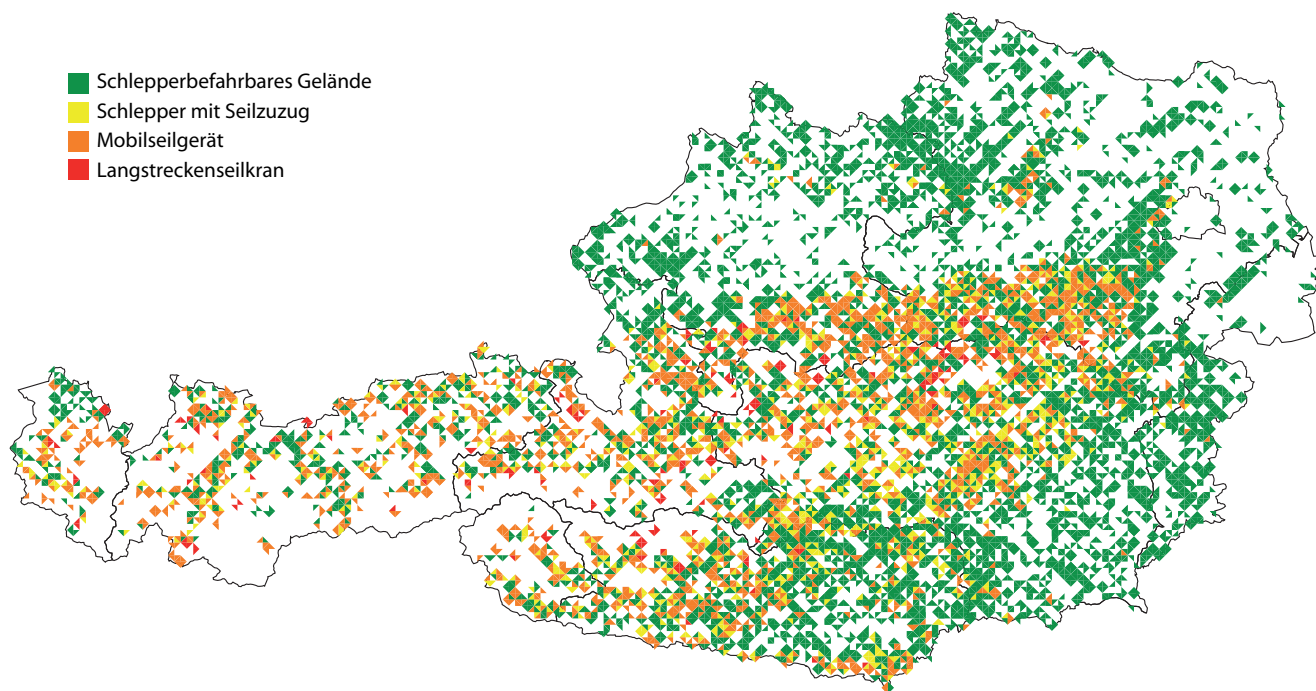 Schlepperbefahrbares Gelände
Schlepper mit Seilzuzug
Mobilseilgerät
Langstreckenseilkran